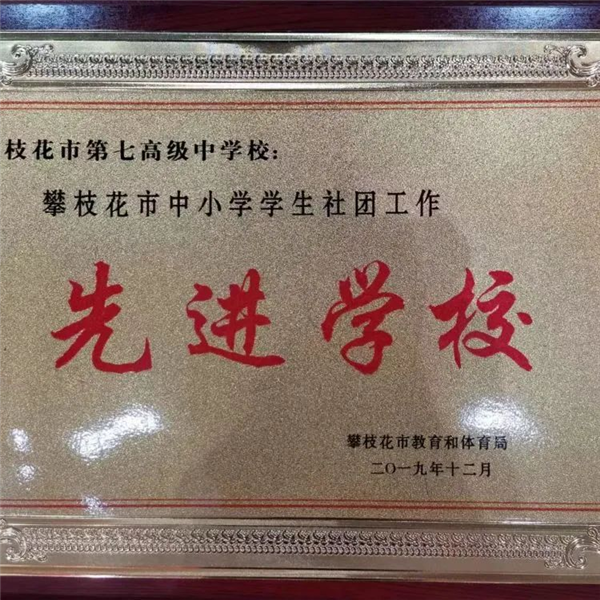 枝花市第七高级中学校：
攀枝花市中小学学生社团工作
先进学校
攀枝花市教育和体育局
二〇一九年十二月